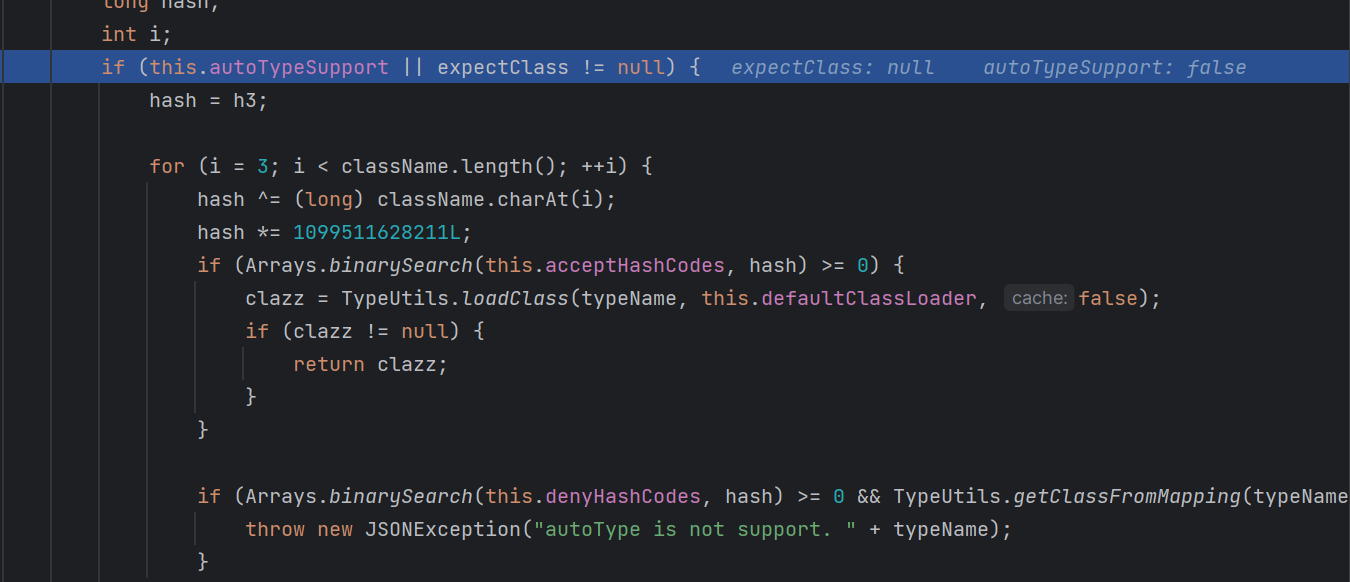 long hash;
int i;
if (this.autoTypeSupport || expectClass != null) {   expectClass: null    autoTypeSupport: false
    hash = h3;
    for (i = 3; i < className.length(); ++i) {
        hash ^= (long) className.charAt(i);
        hash *= 1099511628211L;
        if (Arrays.binarySearch(this.acceptHashCodes, hash) >= 0) {
            clazz = TypeUtils.loadClass(typeName, this.defaultClassLoader, cache: false);
            if (clazz != null) {
                return clazz;
            }
        }
        if (Arrays.binarySearch(this.denyHashCodes, hash) >= 0 && TypeUtils.getClassFromMapping(typeName
            throw new JSONException("autoType is not support. " + typeName);
        }